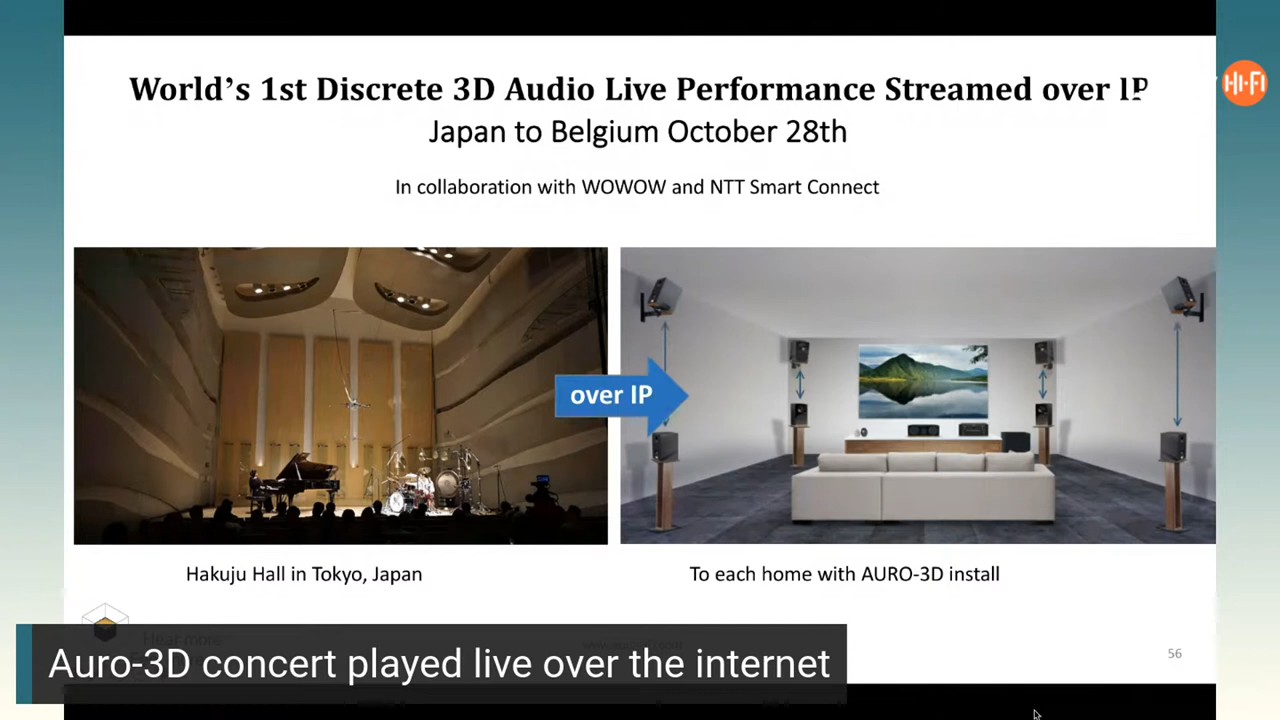 World's 1st Discrete 3D Audio Live Performance Streamed over IP
Japan to Belgium October 28th
In collaboration with WOWOW and NTT Smart Connect
HI-FI
over IP
Hakuju Hall in Tokyo, Japan
To each home with AURO-3D install
Hear more
56
Auro-3D concert played live over the internet